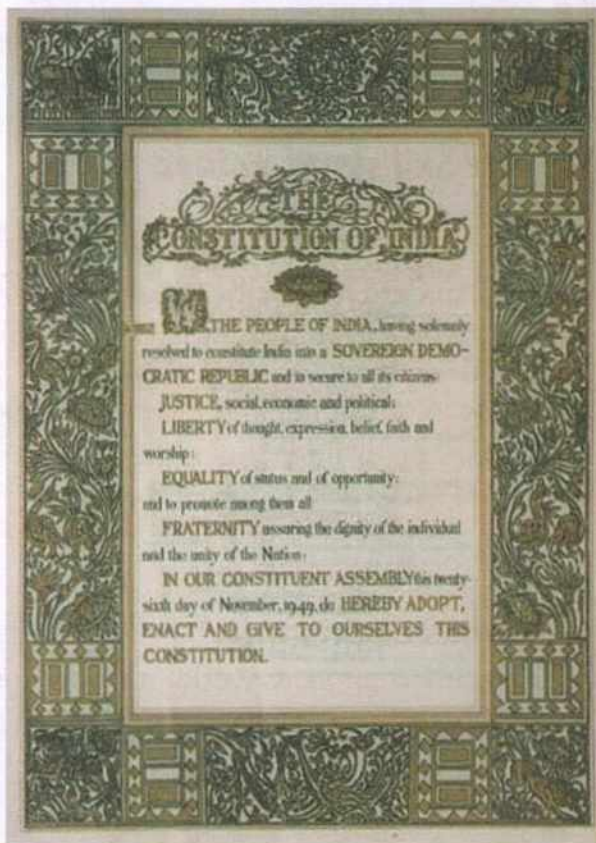 THE
CONSTITUTION OF INDIA
WE, THE PEOPLE OF INDIA, having solemnly
resolved to constitute India into a SOVEREIGN DEMO-
CRATIC REPUBLIC and to secure to all its citizens:
JUSTICE, social, economic and political;
LIBERTY of thought, expression, belief, faith and
worship;
EQUALITY of status and of opportunity;
and to promote among them all
FRATERNITY assuring the dignity of the individual
and the unity of the Nation;
IN OUR CONSTITUENT ASSEMBLY this twenty-
sixth day of November, 1949, do HEREBY ADOPT,
ENACT AND GIVE TO OURSELVES THIS
CONSTITUTION.